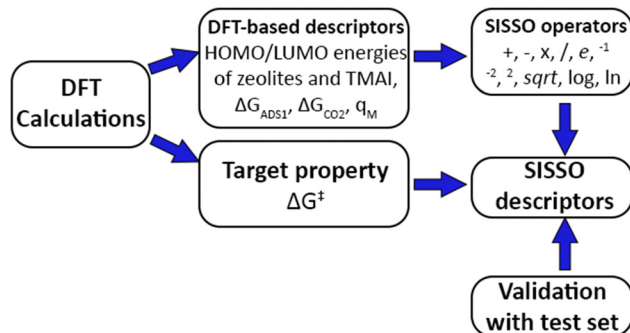 DFT
Calculations
DFT-based descriptors
HOMO/LUMO energies
of zeolites and TMAI,
ΔG_ADS1, ΔG_CO2, q_M
Target property
ΔG‡
SISSO operators
+, -, x, /, e, ⁻¹
⁻², ², sqrt, log, ln
SISSO
descriptors
Validation
with test set